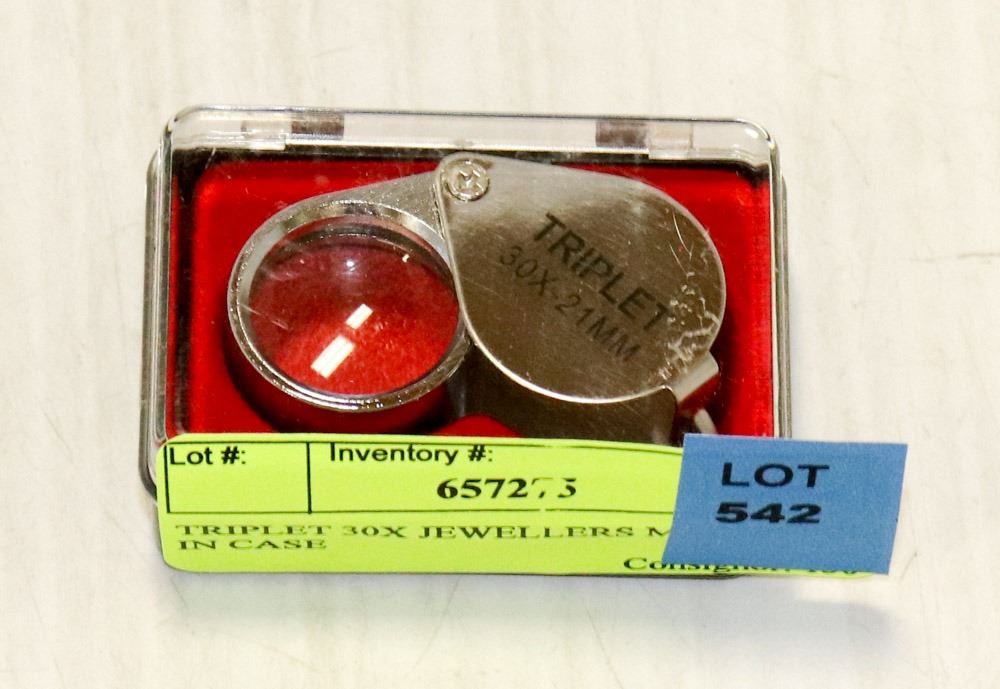 TRIPLET
30X-21MM
Lot #:
Inventory #:
TRIPLET 30X JEWELLERS
IN CASE
LOT
542